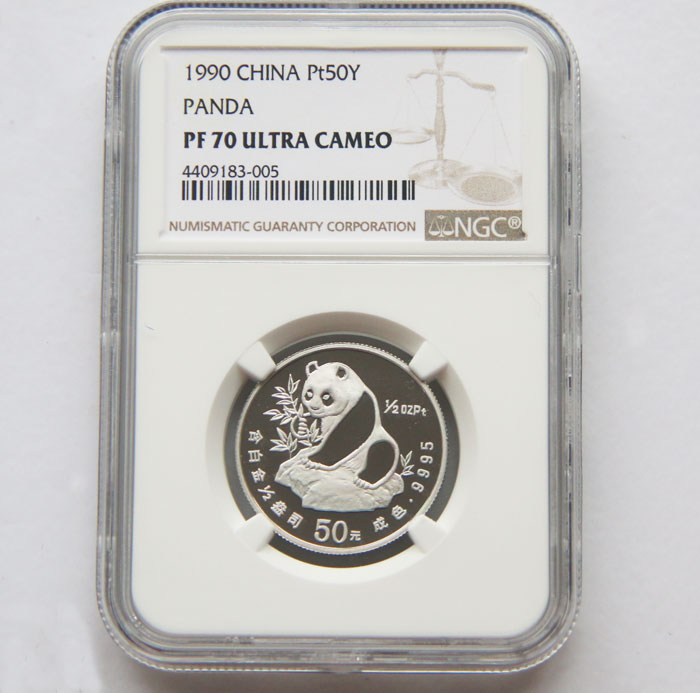 1990 CHINA Pt50Y
PANDA
PF 70 ULTRA CAMEO
4409183-005
NUMISMATIC GUARANTY CORPORATION
NGC®
1/2 OZPt
含白金1/2盎司
50元
成色.9995